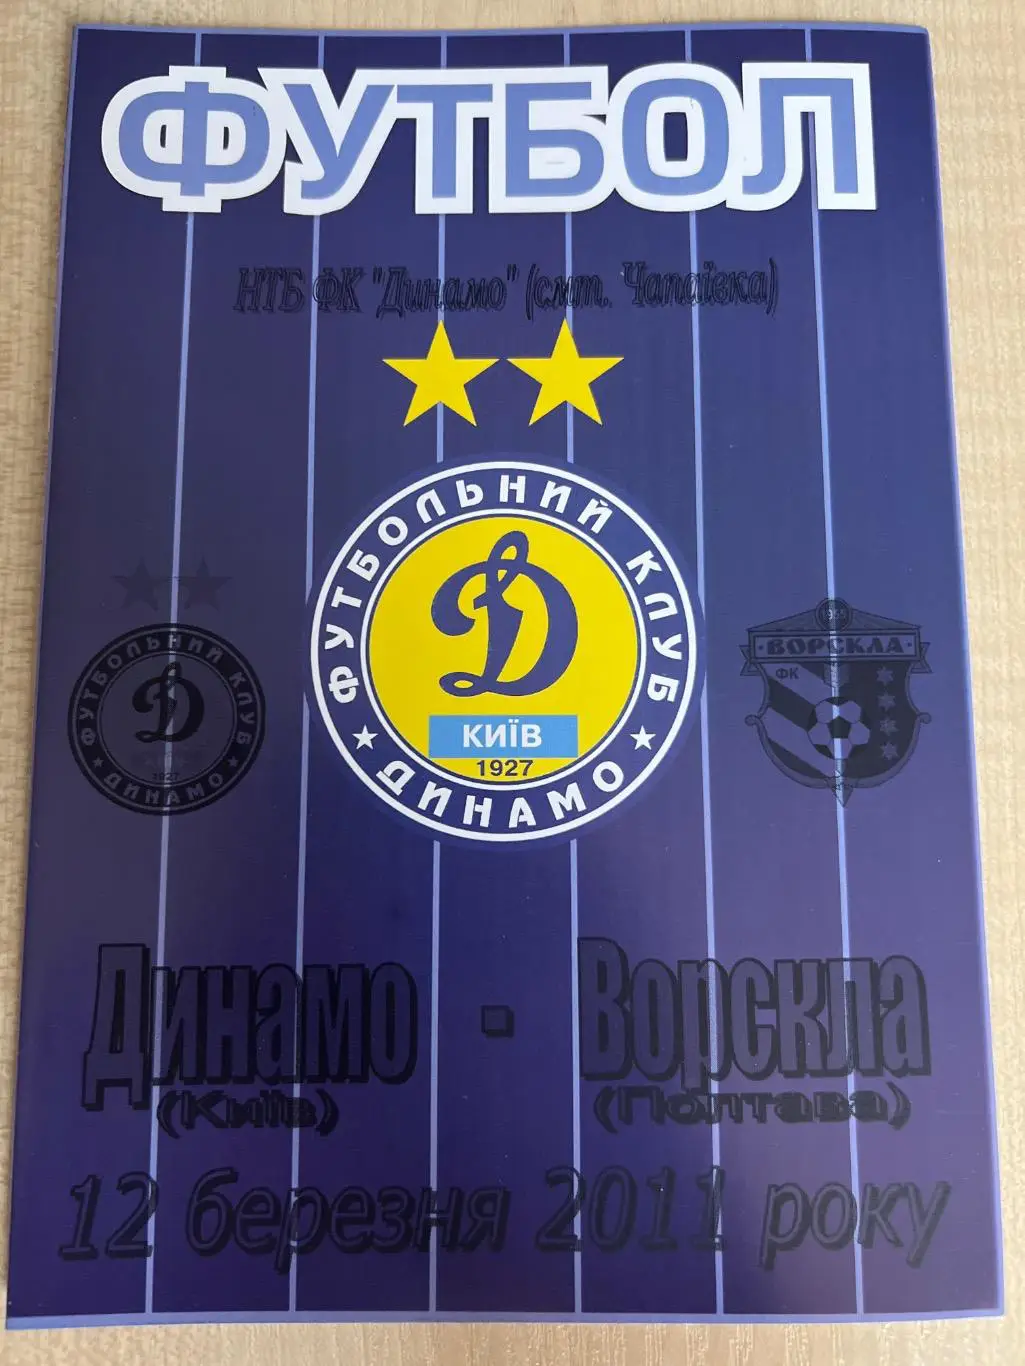 ФУТБОЛ
НТБ ФК "Динамо" (смт. Чапаївка)
ФУТБОЛЬНИЙ КЛУБ
КИЇВ
1927
ДИНАМО
ФУТБОЛЬНИЙ КЛУБ
1927
ДИНАМО
ВОРСКЛА
ФК
Динамо - Ворскла
(Київ) (Полтава)
12 березня 2011 року